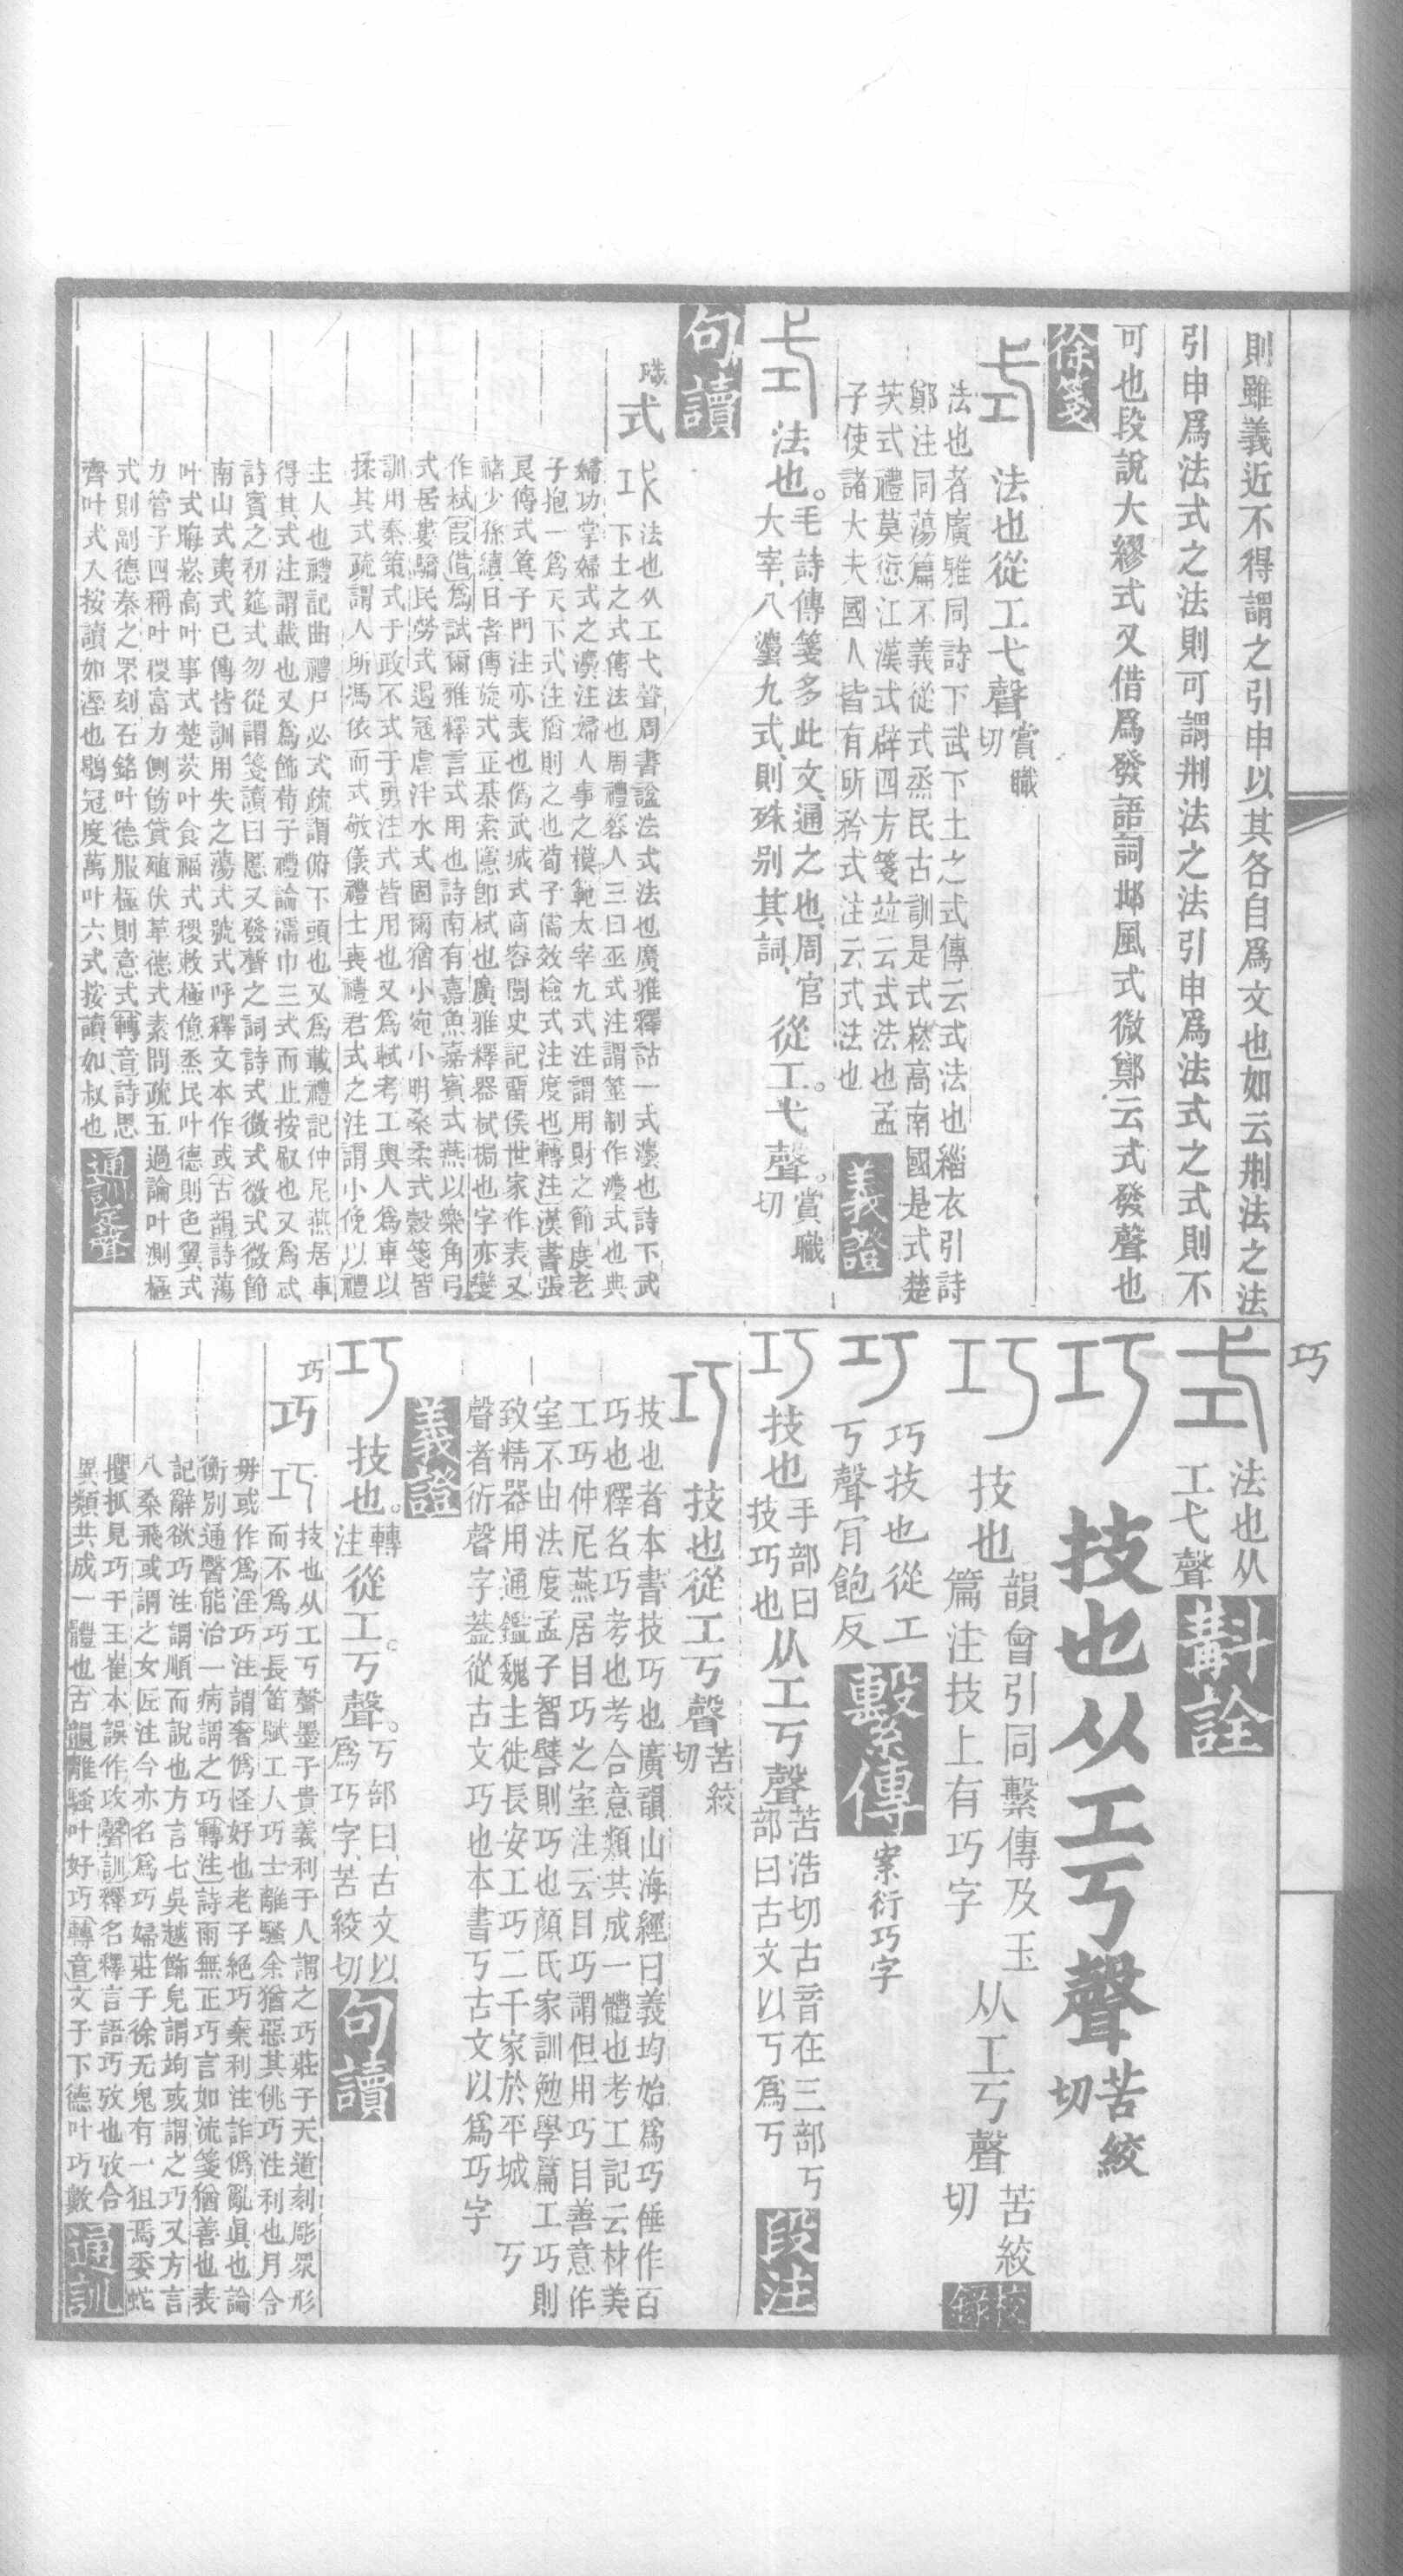 則雖義近不得謂之引申以其各自爲文也如云刑法之法
引申爲法式之法則可謂刑法之法引申爲法式之式則不
可也段說大繆式又借爲發語詞邶風式微鄭云式發聲也
徐箋
法也從工弋聲賞職切
法也者廣雅同詩下武下土之式傳云式法也緇衣引詩
鄭注同蕩篇不義從式烝民古訓是式崧高南國是式楚
茨式禮莫愆江漢式辟四方箋竝云式法也孟
子使諸大夫國人皆有所矜式注云式法也
義證
法也。毛詩傳箋多此文、通之也、周官大宰、八灋九式、則殊別其詞、從工。弋聲。賞職切
句讀
職
式
法也从工弋聲周書謚法式法也廣雅釋詁一式灋也詩下武
下土之式傳法也周禮簭人三曰巫式注謂筮制作灋式也典
婦功掌婦式之灋注婦人事之模範太宰九式注謂用財之節度老
子抱一爲天下式注猶則之也荀子儒效檢式注度也轉注漢書張
良傳式箕子門注亦表也僞武城式商容閭史記留侯世家作表又
褚少孫續日者傳旋式正棊索隱卽栻也廣雅釋器栻梮也字亦變
作栻假借爲試爾雅釋言式用也詩南有嘉魚嘉賓式燕以樂角弓
式居婁驕民勞式遏寇虐泮水式固爾猶小宛小明桑柔式穀箋皆
訓用秦策式于政不式于勇注式皆用也又爲軾考工輿人爲車以
揉其式疏謂人所馮依而式敬儀禮士喪禮君式之注謂小俛以禮
主人也禮記曲禮尸必式疏謂俯下頭也又爲載禮記仲尼燕居車
得其式注謂載也又爲飾荀子禮論濡巾三式而止按㕞也又爲忒
詩賓之初筵式勿從謂箋讀曰慝又發聲之詞詩式微式微式微節
南山式夷式已傳皆訓用失之蕩式號式呼釋文本作或古韻詩蕩
叶式晦崧高叶事式楚茨叶食福式稷敕極億烝民叶德則色翼式
力管子四稱叶稷富力側飭貸殖伏革德式素問疏五過論叶測極
式則副德秦之罘刻石銘叶德服極則意式轉音詩思
齊叶式入按讀如溼也鶡冠度萬叶六式按讀如叔也
通訓定聲
法也从工弋聲
斠詮
巧
技也从工丂聲苦絞切
技也韻會引同繫傳及玉篇注技上有巧字从工丂聲苦絞切
校錄
巧技也從工丂聲肎飽反
繫傳
案衍巧字
技也手部曰技巧也从工丂聲苦浩切古音在三部丂部曰古文以丂爲丂
段注
技也從工丂聲苦絞切
技也者本書技巧也廣韻山海經曰義均始爲巧倕作百
巧也釋名巧考也考合意類共成一體也考工記云材美
工巧仲尼燕居目巧之室注云目巧謂但用巧目善意作
室不由法度孟子智譬則巧也顏氏家訓勉學篇工巧則
致精器用通鑑魏主徙長安工巧二千家於平城　丂
聲者衍聲字葢從古文巧也本書丂古文以爲巧字
義證
技也。轉注從工。丂聲。丂部曰、古文以爲巧字、苦絞切
句讀
巧
巧
技也从工丂聲墨子貴義利于人謂之巧莊子天道刻彫眾形
而不爲巧長笛賦工人巧士離騷余猶惡其佻巧注利也月令
毋或作爲淫巧注謂奢僞怪好也老子絶巧棄利注詐僞亂眞也論
衡別通醫能治一病謂之巧轉注詩雨無正巧言如流箋猶善也表
記辭欲巧注謂順而說也方言七吳越飾皃謂竘或謂之巧又方言
八桑飛或謂之女匠注今亦名爲巧婦莊子徐无鬼有一狙焉委蛇
攫抓見巧于王崔本誤作攻聲訓釋名釋言語巧攷也攷合
異類共成一體也古韻離騷叶好巧轉音文子下德叶巧數
通訓